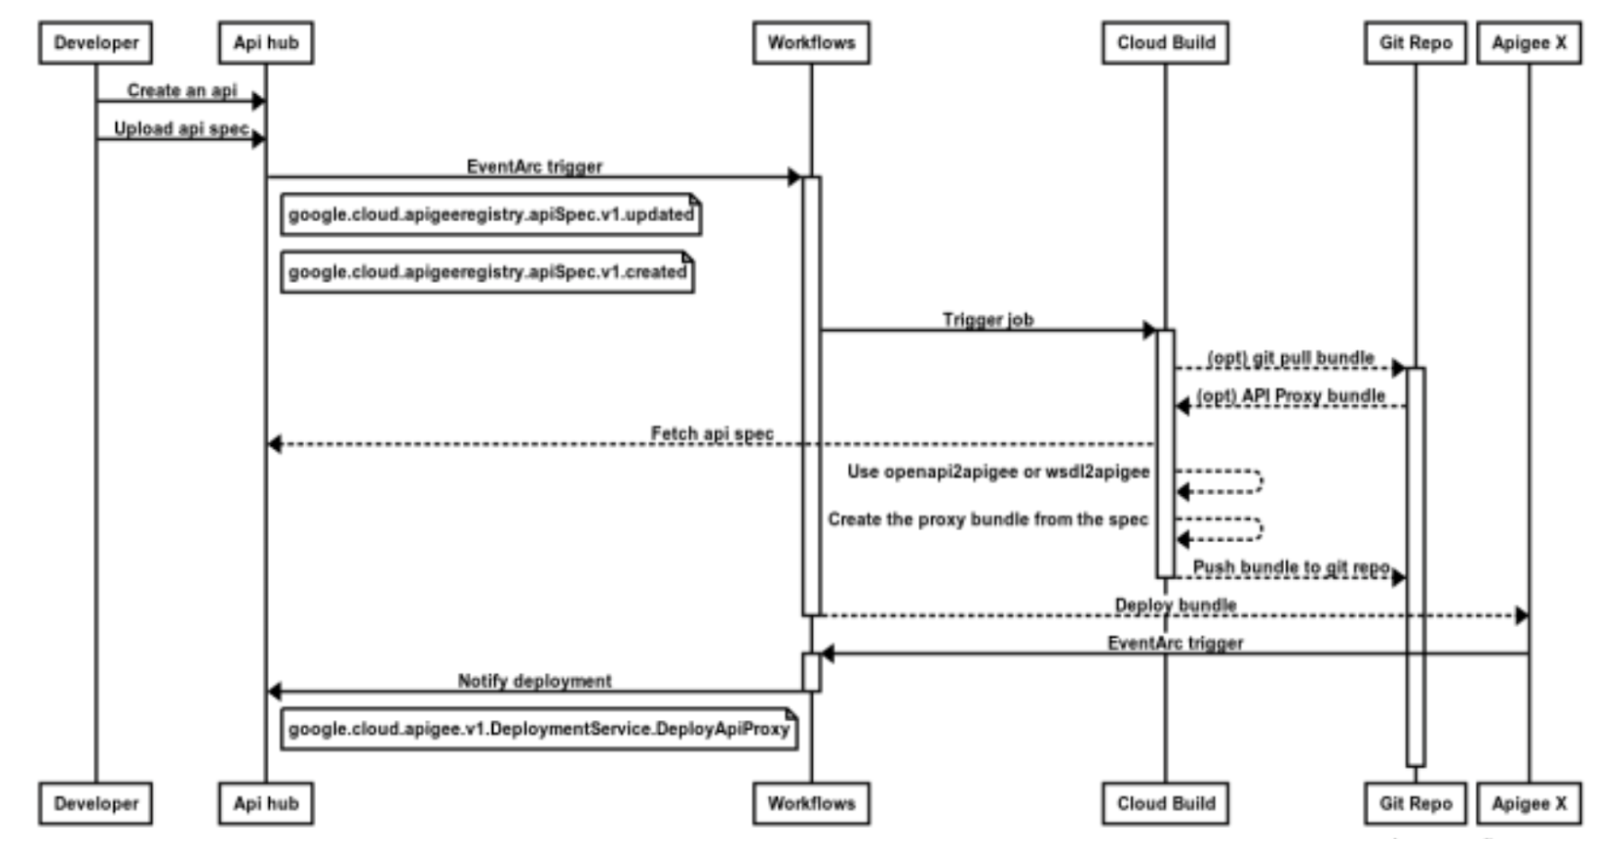 Developer
Api hub
Workflows
Cloud Build
Git Repo
Apigee X
Create an api
Upload api spec
EventArc trigger
google.cloud.apigeeregistry.apiSpec.v1.updated
google.cloud.apigeeregistry.apiSpec.v1.created
Trigger job
(opt) git pull bundle
(opt) API Proxy bundle
Fetch api spec
Use openapi2apigee or wsdl2apigee
Create the proxy bundle from the spec
Push bundle to git repo
Deploy bundle
EventArc trigger
Notify deployment
google.cloud.apigee.v1.DeploymentService.DeployApiProxy
Developer
Api hub
Workflows
Cloud Build
Git Repo
Apigee X